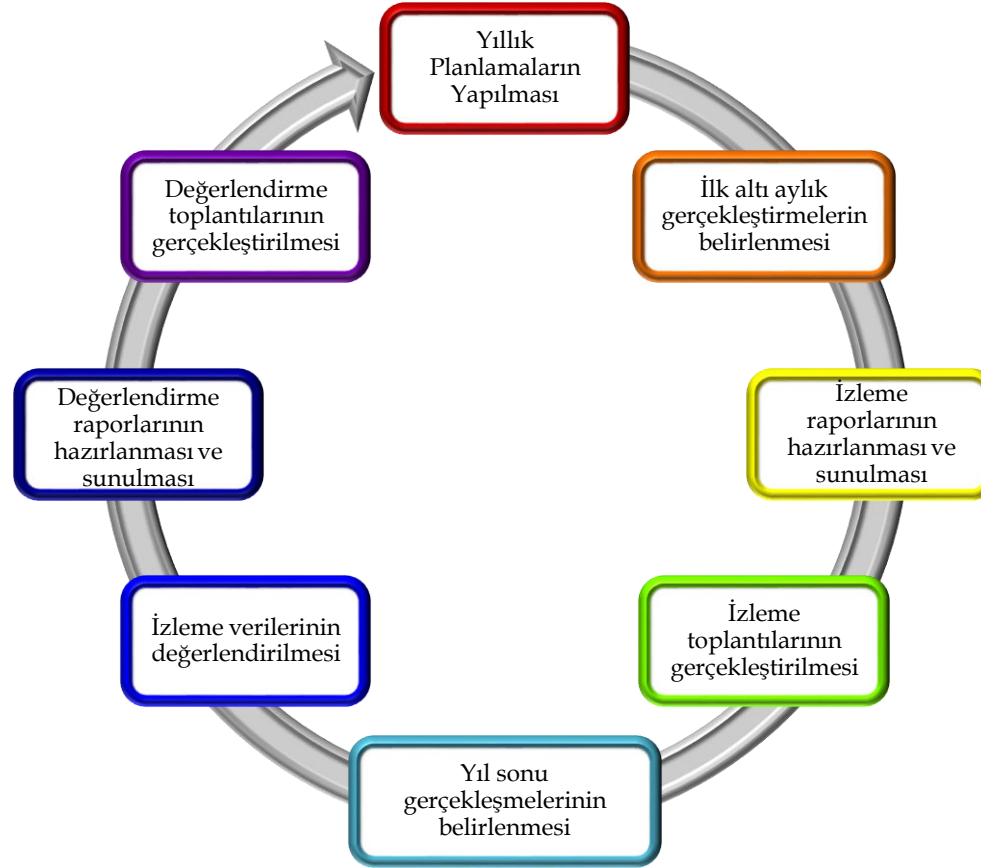 Yıllık
Planlamaların
Yapılması
İlk altı aylık
gerçekleştirmelerin
belirlenmesi
İzleme
raporlarının
hazırlanması ve
sunulması
İzleme
toplantılarının
gerçekleştirilmesi
Yıl sonu
gerçekleşmelerinin
belirlenmesi
İzleme verilerinin
değerlendirilmesi
Değerlendirme
raporlarının
hazırlanması ve
sunulması
Değerlendirme
toplantılarının
gerçekleştirilmesi